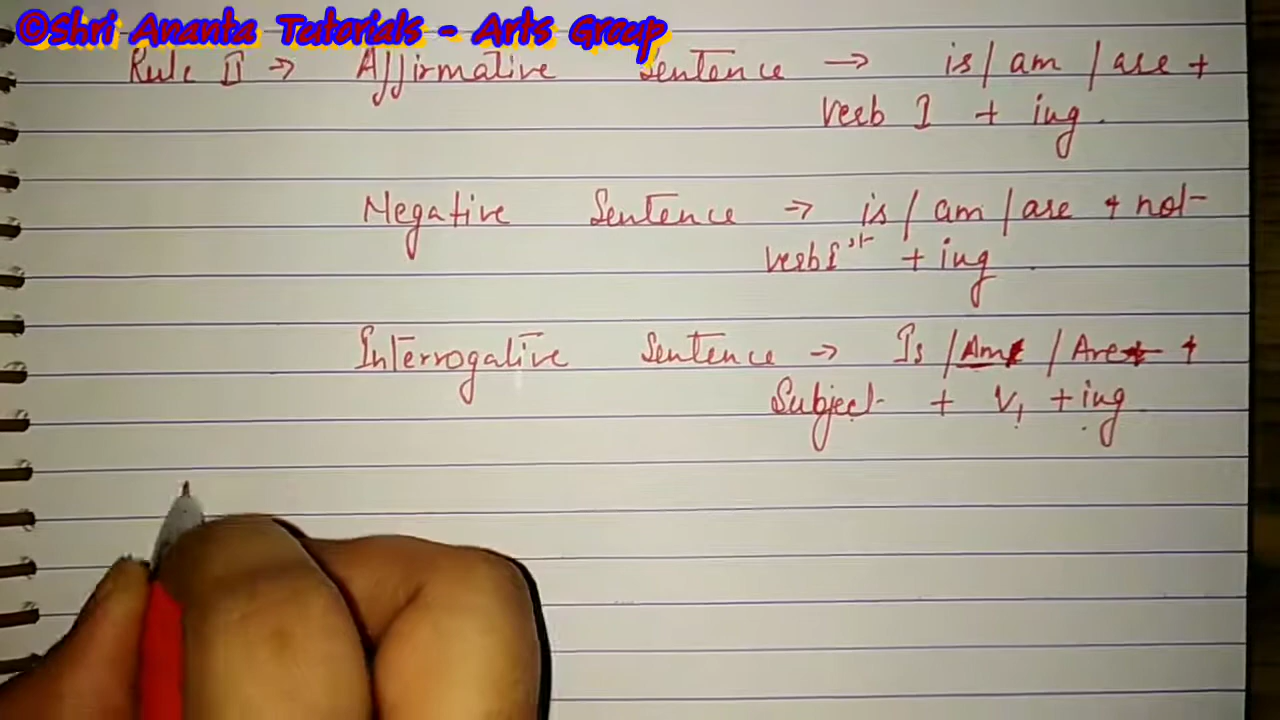 ©Shri Ananta Tutorials - Arts Group
Rule II → Affirmative Sentence → is / am / are +
verb I + ing.
Negative Sentence → is / am / are + not
verb Ist + ing
Interrogative Sentence → Is / Am / Are +
Subject + V1 + ing